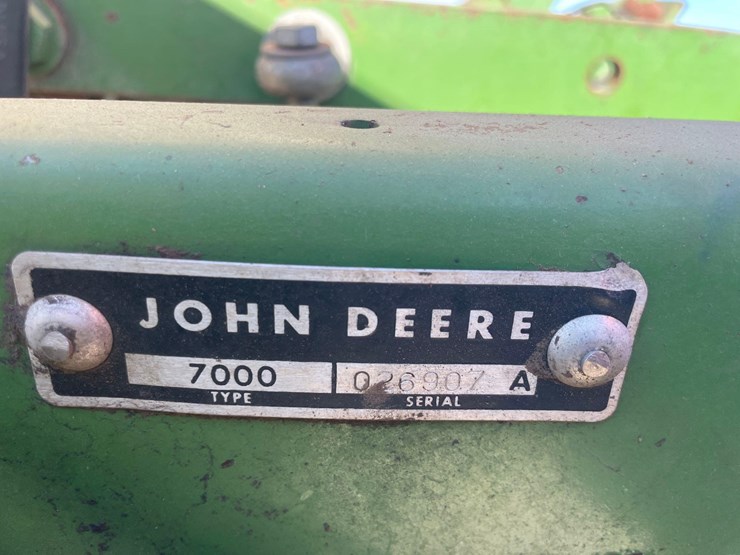 JOHN DEERE
7000 026907 A
TYPE SERIAL